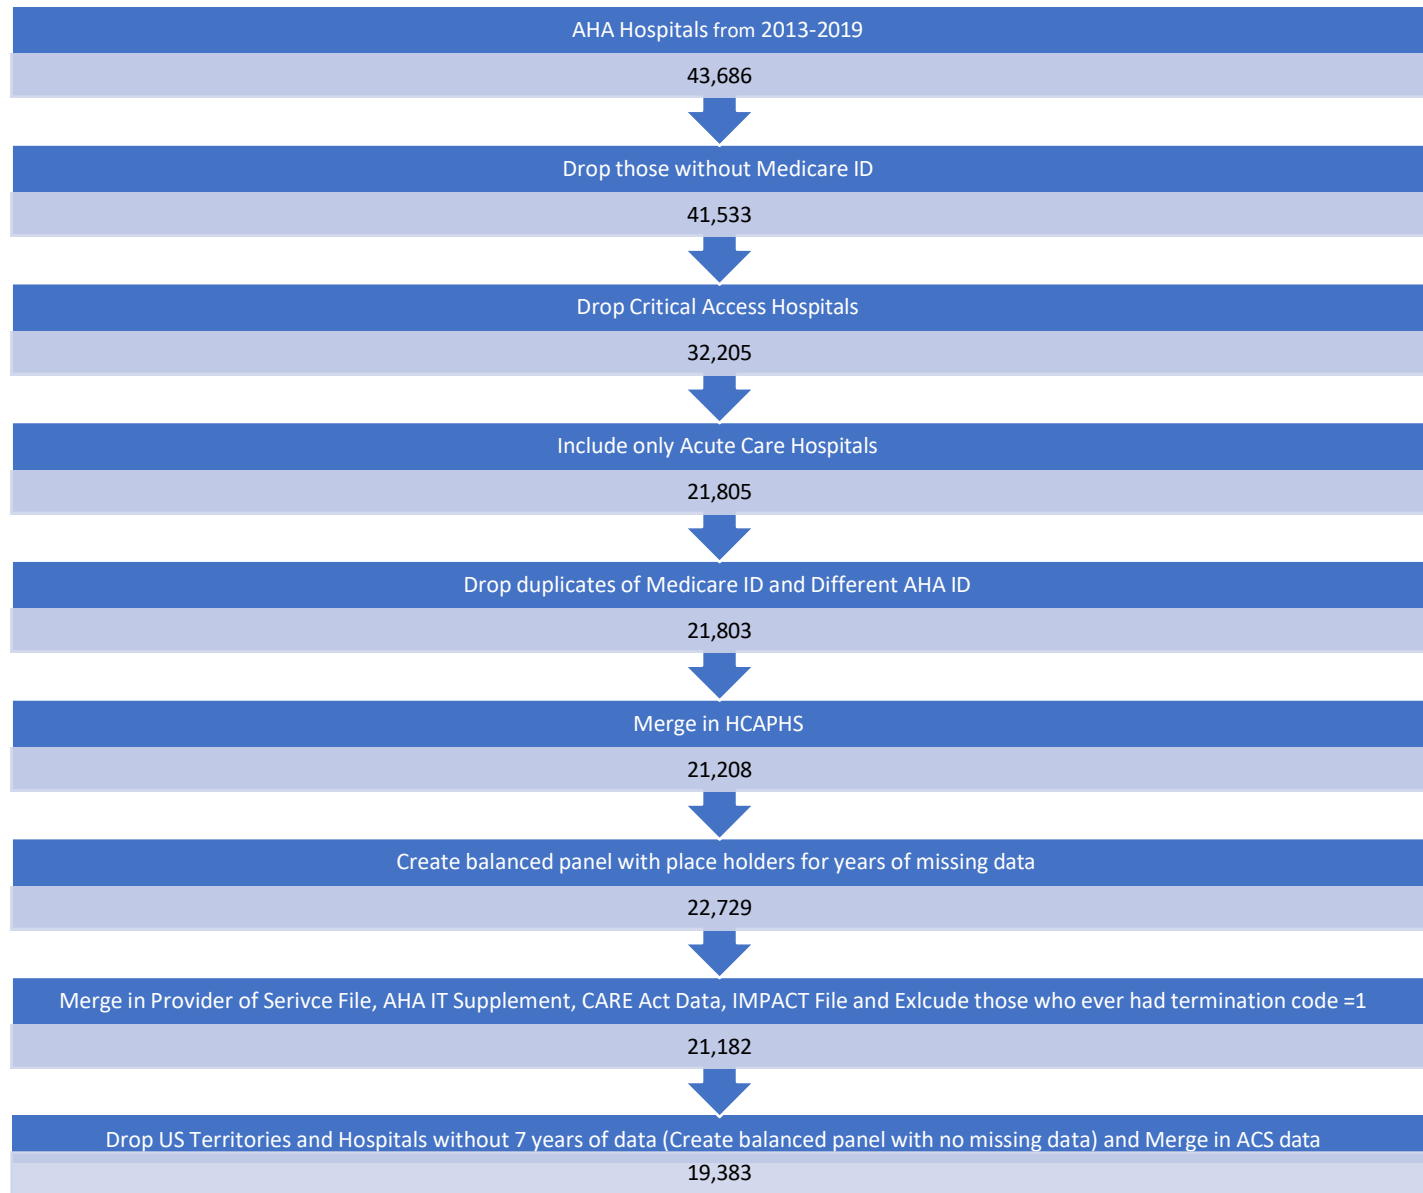 AHA Hospitals from 2013-2019
43,686
Drop those without Medicare ID
41,533
Drop Critical Access Hospitals
32,205
Include only Acute Care Hospitals
21,805
Drop duplicates of Medicare ID and Different AHA ID
21,803
Merge in HCAPHS
21,208
Create balanced panel with place holders for years of missing data
22,729
Merge in Provider of Serivce File, AHA IT Supplement, CARE Act Data, IMPACT File and Exlcude those who ever had termination code =1
21,182
Drop US Territories and Hospitals without 7 years of data (Create balanced panel with no missing data) and Merge in ACS data
19,383